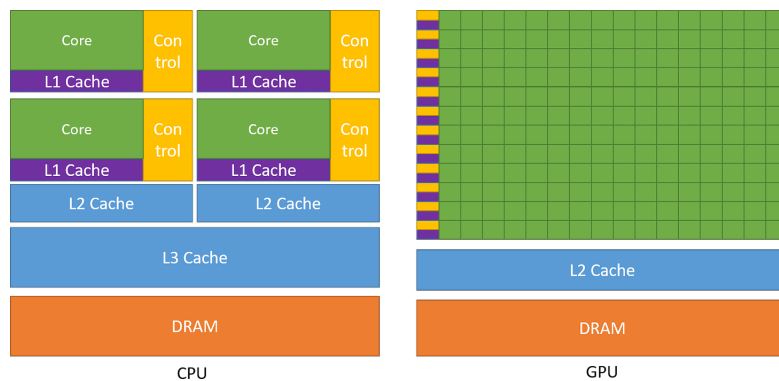 Core
Con
trol
Core
Con
trol
L1 Cache
L1 Cache
Core
Con
trol
Core
Con
trol
L1 Cache
L1 Cache
L2 Cache
L2 Cache
L3 Cache
DRAM
CPU
L2 Cache
DRAM
GPU